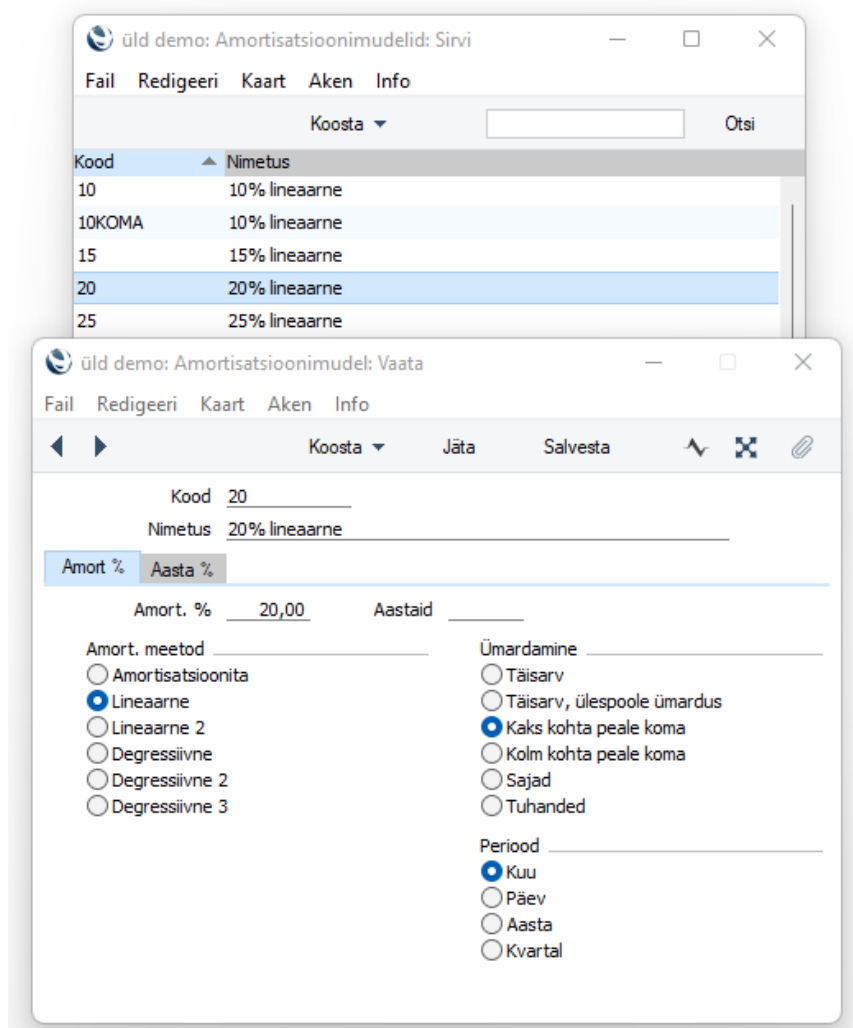 üld demo: Amortisatsioonimudelid: Sirvi
Fail Redigeeri Kaart Aken Info
Koosta Otsi
Kood Nimetus
10 10% lineaarne
10KOMA 10% lineaarne
15 15% lineaarne
20 20% lineaarne
25 25% lineaarne
üld demo: Amortisatsioonimudel: Vaata
Fail Redigeeri Kaart Aken Info
Koosta Jäta Salvesta
Kood 20
Nimetus 20% lineaarne
Amort % Aasta %
Amort. % 20,00 Aastaid
Amort. meetod
Amortisatsioonita
Lineaarne
Lineaarne 2
Degressiivne
Degressiivne 2
Degressiivne 3
Ümardamine
Täisarv
Täisarv, ülespoole ümardus
Kaks kohta peale koma
Kolm kohta peale koma
Sajad
Tuhanded
Periood
Kuu
Päev
Aasta
Kvartal